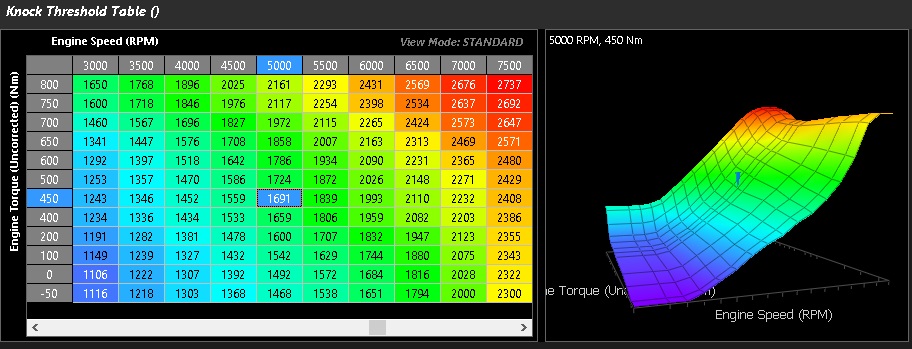 Knock Threshold Table ()
Engine Speed (RPM) View Mode: STANDARD
3000 3500 4000 4500 5000 5500 6000 6500 7000 7500
Engine Torque (Uncorrected) (Nm)
800 1650 1768 1896 2025 2161 2293 2431 2569 2676 2737
750 1600 1718 1846 1976 2117 2254 2398 2534 2637 2692
700 1460 1567 1696 1827 1972 2115 2265 2424 2573 2647
650 1341 1447 1576 1708 1858 2007 2163 2313 2469 2571
600 1292 1397 1518 1642 1786 1934 2090 2231 2365 2480
500 1253 1357 1470 1586 1724 1872 2026 2148 2271 2429
450 1243 1346 1452 1559 1691 1839 1993 2110 2232 2408
400 1234 1336 1434 1533 1659 1806 1959 2082 2203 2386
200 1191 1282 1381 1478 1600 1707 1832 1947 2123 2355
100 1149 1239 1327 1432 1542 1629 1744 1880 2075 2343
0 1106 1222 1307 1392 1492 1572 1684 1816 2028 2322
-50 1116 1218 1303 1368 1468 1538 1651 1794 2000 2300
5000 RPM, 450 Nm
e Torque (Un
Engine Speed (RPM)